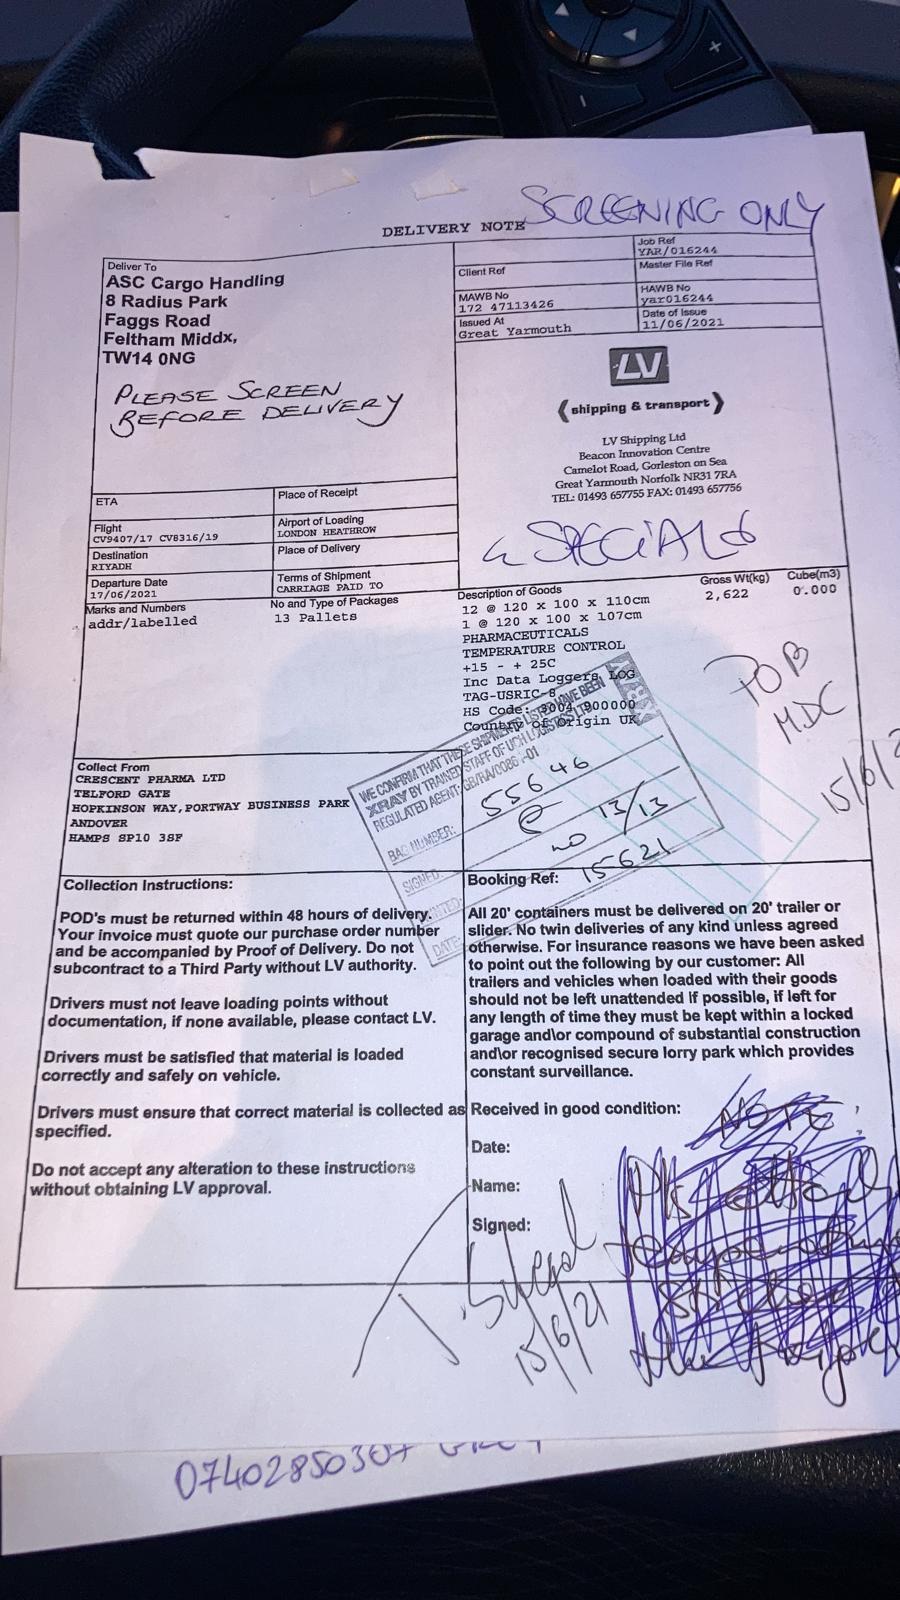 SCREENING ONLY
DELIVERY NOTE
Deliver To
ASC Cargo Handling
8 Radius Park
Faggs Road
Feltham Middx,
TW14 0NG
PLEASE SCREEN
BEFORE DELIVERY
Client Ref
Job Ref
YAR/016244
Master File Ref
MAWB No
172 47113426
HAWB No
yar016244
Issued At
Great Yarmouth
Date of Issue
11/06/2021
LV
(shipping & transport)
LV Shipping Ltd
Beacon Innovation Centre
Camelot Road, Gorleston on Sea
Great Yarmouth Norfolk NR31 7RA
TEL: 01493 657755 FAX: 01493 657756
ETA
Place of Receipt
Flight
CV9407/17 CV8316/19
Airport of Loading
LONDON HEATHROW
Destination
RIYADH
Place of Delivery
Departure Date
17/06/2021
Terms of Shipment
CARRIAGE PAID TO
Marks and Numbers
addr/labelled
No and Type of Packages
13 Pallets
Description of Goods
12 @ 120 x 100 x 110cm
1 @ 120 x 100 x 107cm
PHARMACEUTICALS
TEMPERATURE CONTROL
+15 - + 25C
Inc Data Loggers LOG
TAG-USRIC-8
HS Code: 3004 900000
Country of Origin UK
Gross Wt(kg)
2,622
Cube(m3)
0.000
POB
MDC
15/6/2
WE CONFIRM THAT THESE SHIPMENTS LISTED HAVE BEEN
XRAY BY TRAINED STAFF OF UCH LOGISTICS LTD
REGULATED AGENT: GB/RA/00086-01
BAG NUMBER:
55646
SIGNED:
13/13
DATE:
15621
Collect From
CRESCENT PHARMA LTD
TELFORD GATE
HOPKINSON WAY, PORTWAY BUSINESS PARK
ANDOVER
HAMPS SP10 3SF
Collection Instructions:
POD's must be returned within 48 hours of delivery.
Your invoice must quote our purchase order number
and be accompanied by Proof of Delivery. Do not
subcontract to a Third Party without LV authority.
Drivers must not leave loading points without
documentation, if none available, please contact LV.
Drivers must be satisfied that material is loaded
correctly and safely on vehicle.
Drivers must ensure that correct material is collected as
specified.
Do not accept any alteration to these instructions
without obtaining LV approval.
Booking Ref:
All 20' containers must be delivered on 20' trailer or
slider. No twin deliveries of any kind unless agreed
otherwise. For insurance reasons we have been asked
to point out the following by our customer: All
trailers and vehicles when loaded with their goods
should not be left unattended if possible, if left for
any length of time they must be kept within a locked
garage and\or compound of substantial construction
and\or recognised secure lorry park which provides
constant surveillance.
Received in good condition:
Date:
Name:
Signed:
15/6/21